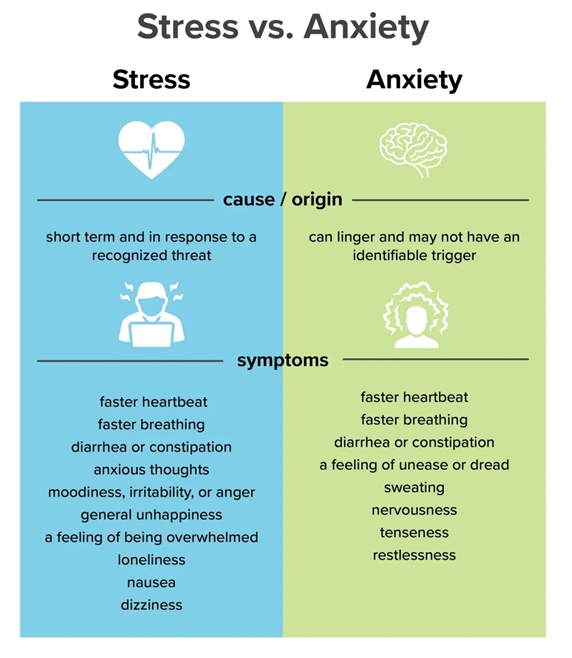 Stress vs. Anxiety
Stress
Anxiety
cause / origin
short term and in response to a
recognized threat
can linger and may not have an
identifiable trigger
symptoms
faster heartbeat
faster breathing
diarrhea or constipation
anxious thoughts
moodiness, irritability, or anger
general unhappiness
a feeling of being overwhelmed
loneliness
nausea
dizziness
faster heartbeat
faster breathing
diarrhea or constipation
a feeling of unease or dread
sweating
nervousness
tenseness
restlessness